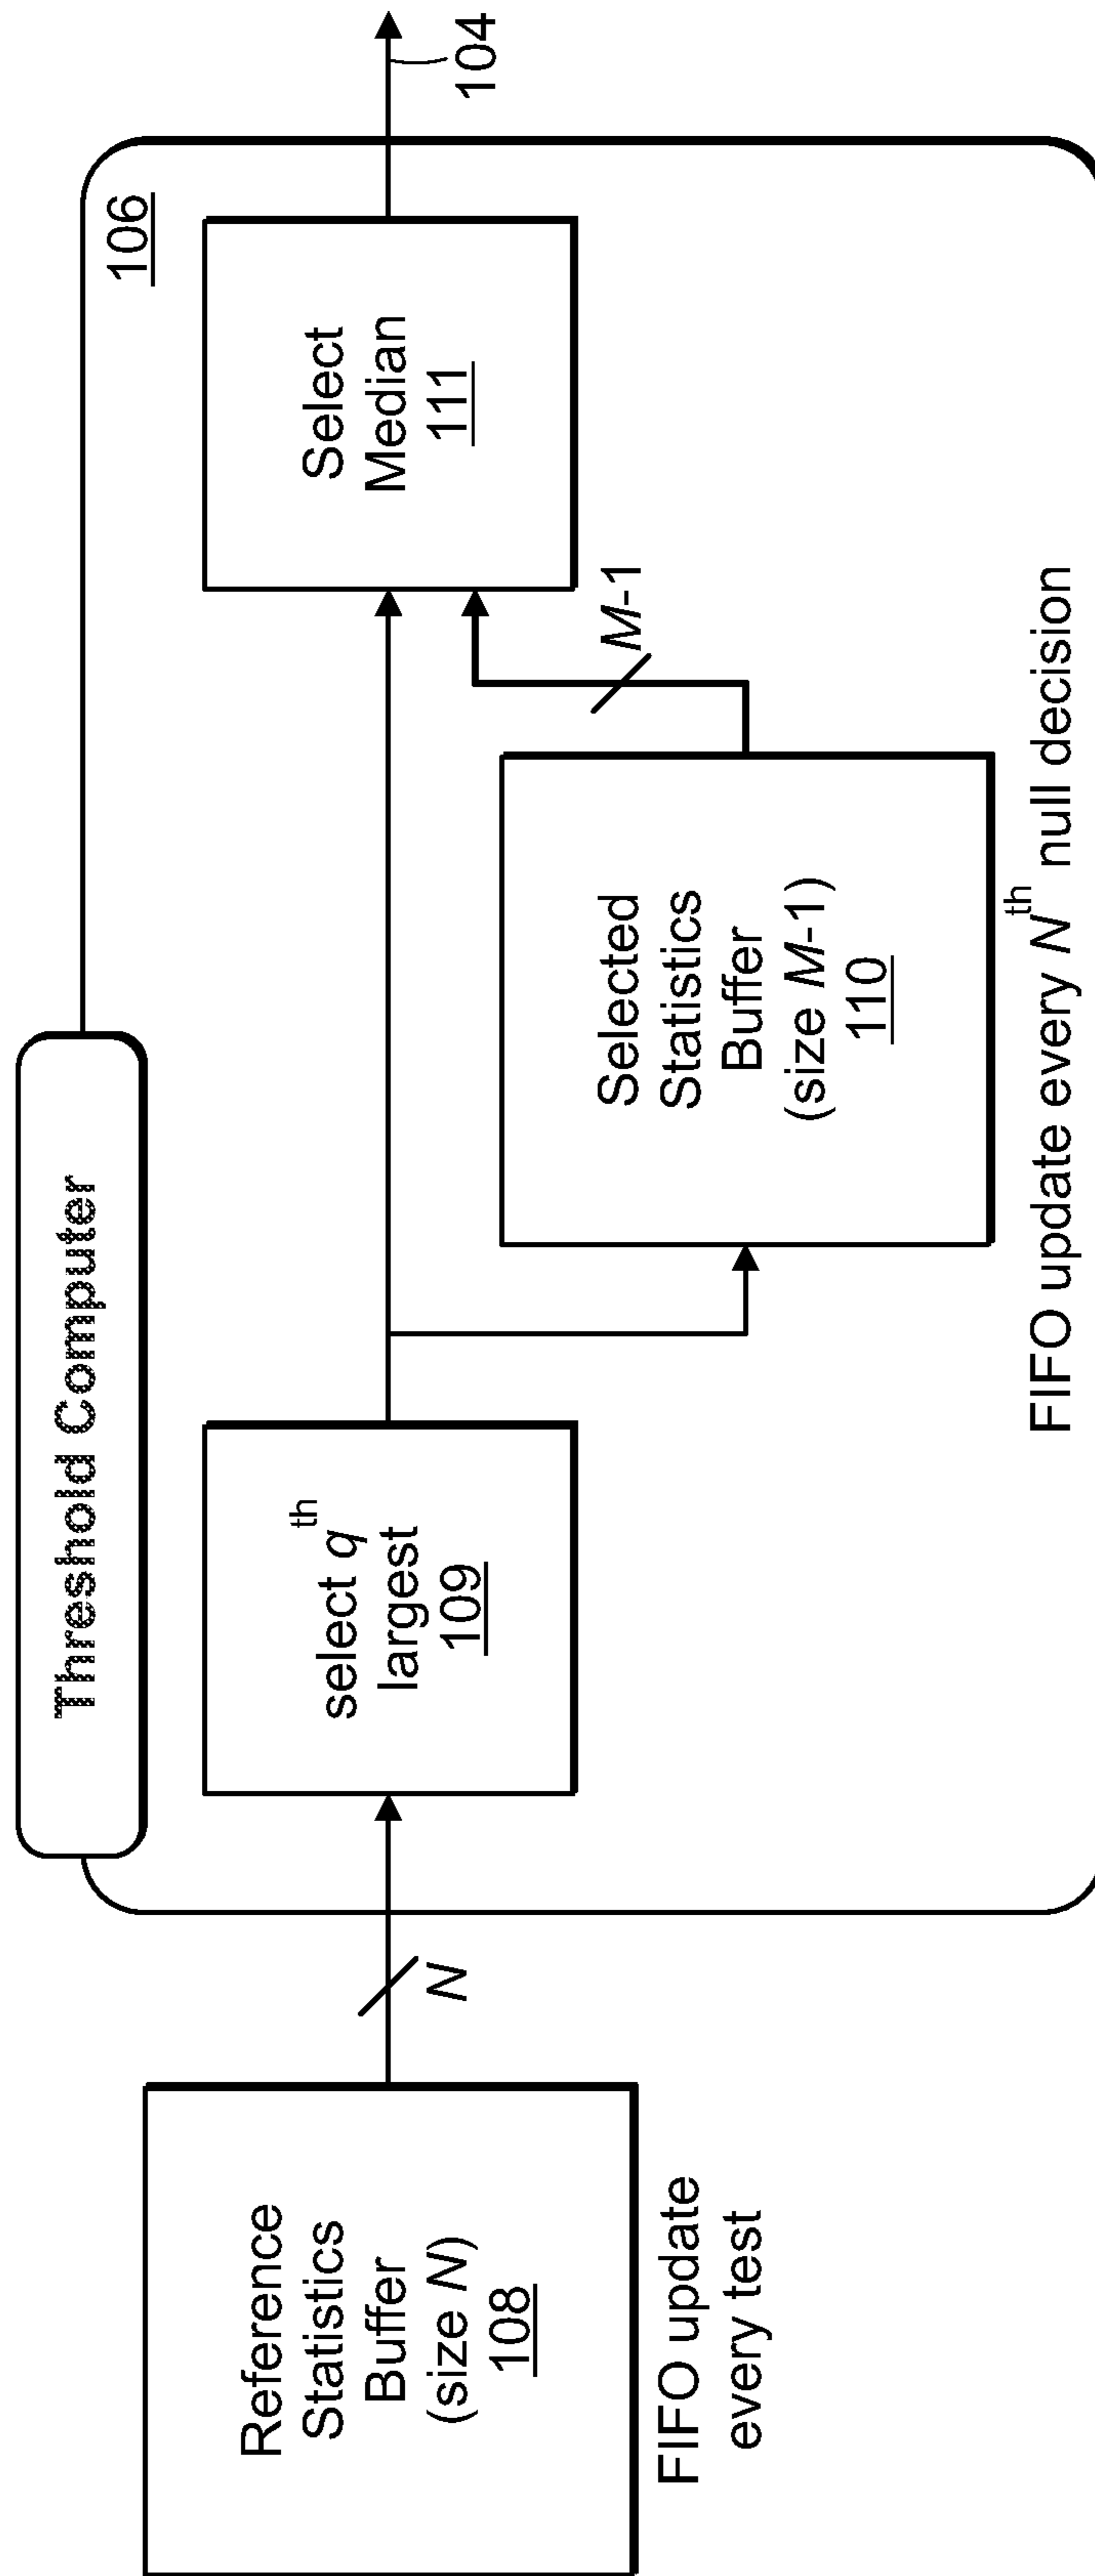 Threshold Computer
106
Reference
Statistics
Buffer
(size N)
108
FIFO update
every test
N
select qth
largest
109
Selected
Statistics
Buffer
(size M-1)
110
FIFO update every Nth null decision
M-1
Select
Median
111
104